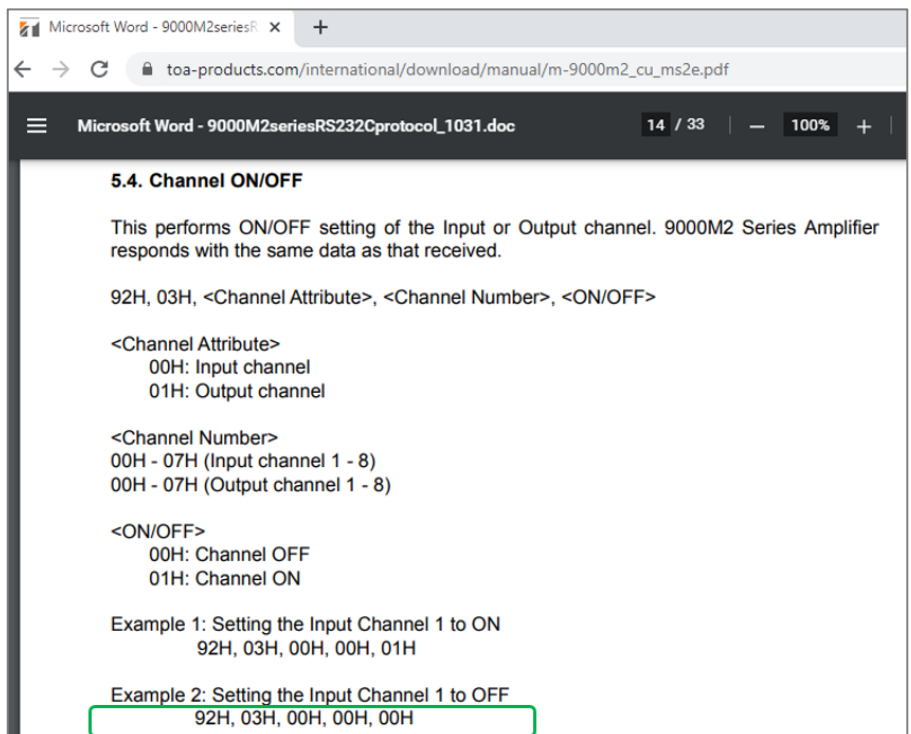 Microsoft Word - 9000M2seriesR
toa-products.com/international/download/manual/m-9000m2_cu_ms2e.pdf
Microsoft Word - 9000M2seriesRS232Cprotocol_1031.doc 14 / 33 100%
5.4. Channel ON/OFF
This performs ON/OFF setting of the Input or Output channel. 9000M2 Series Amplifier
responds with the same data as that received.
92H, 03H, <Channel Attribute>, <Channel Number>, <ON/OFF>
<Channel Attribute>
00H: Input channel
01H: Output channel
<Channel Number>
00H - 07H (Input channel 1 - 8)
00H - 07H (Output channel 1 - 8)
<ON/OFF>
00H: Channel OFF
01H: Channel ON
Example 1: Setting the Input Channel 1 to ON
92H, 03H, 00H, 00H, 01H
Example 2: Setting the Input Channel 1 to OFF
92H, 03H, 00H, 00H, 00H